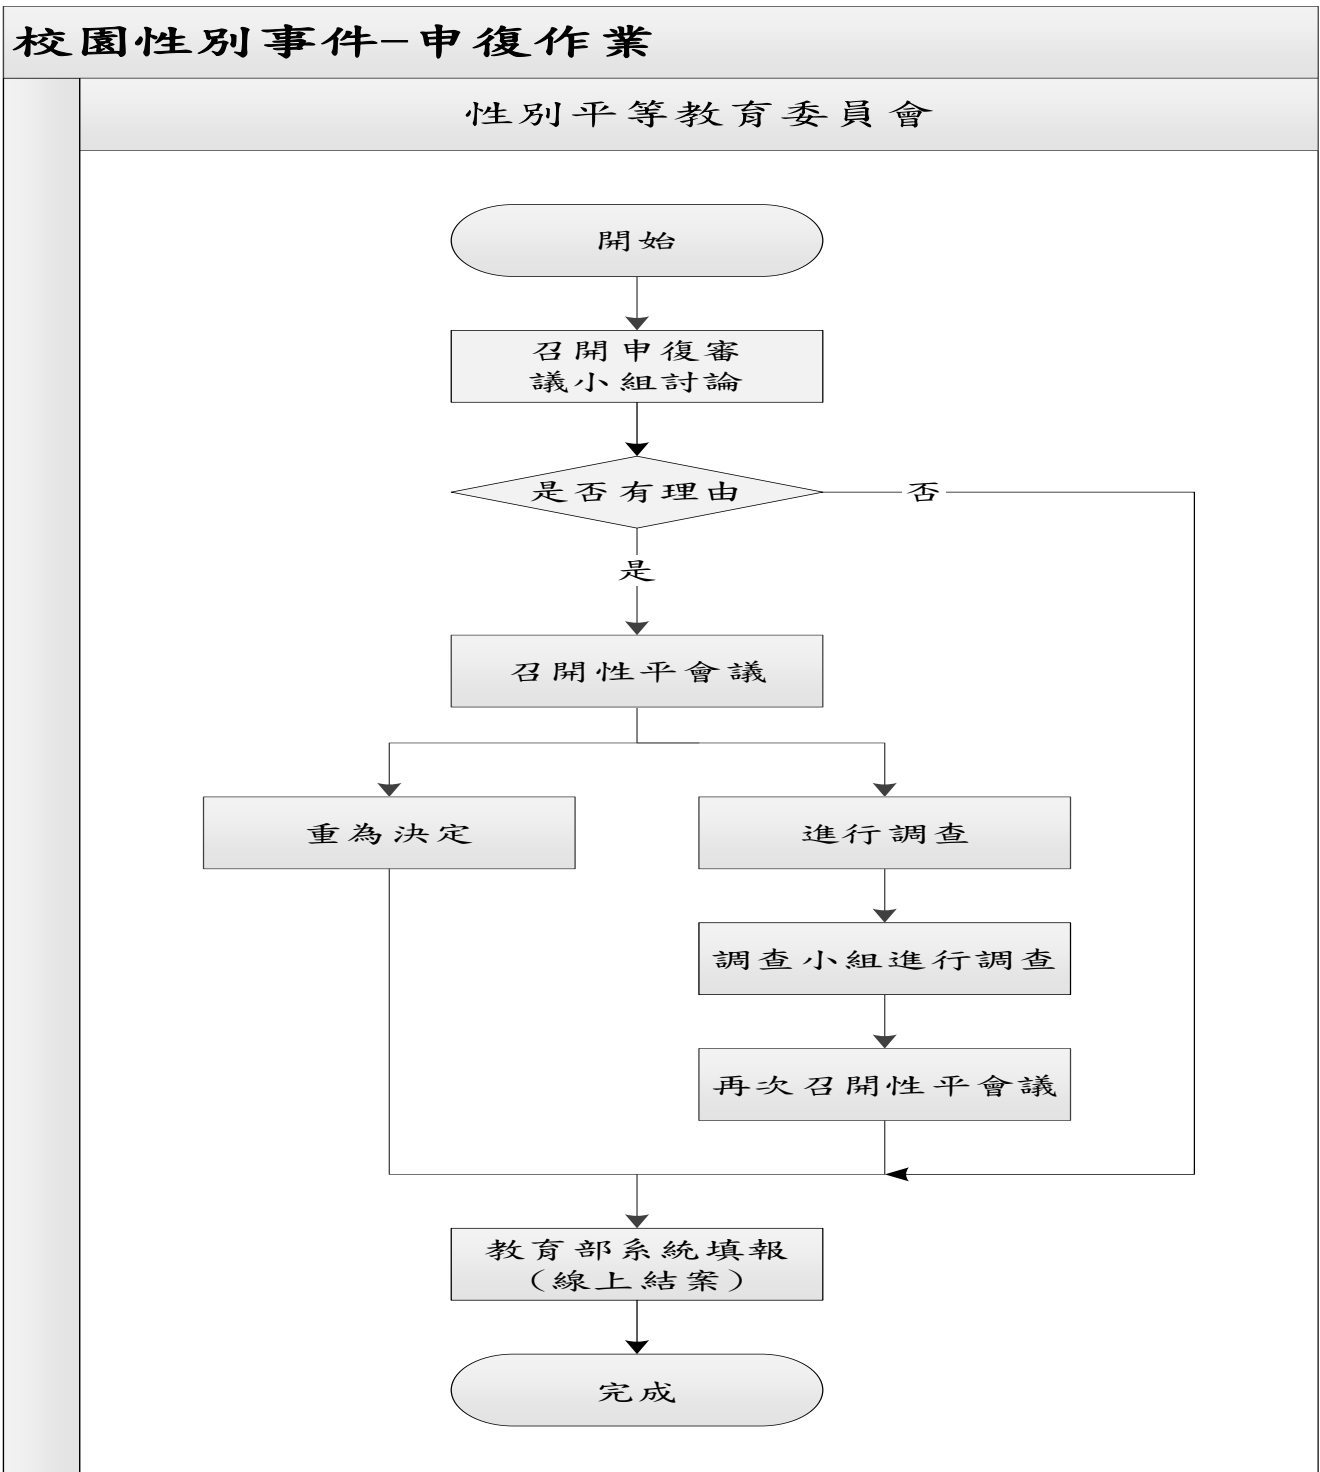 校園性別事件-申復作業
性別平等教育委員會
開始
召開申復審
議小組討論
是否有理由
否
是
召開性平會議
重為決定
進行調查
調查小組進行調查
再次召開性平會議
教育部系統填報
（線上結案）
完成